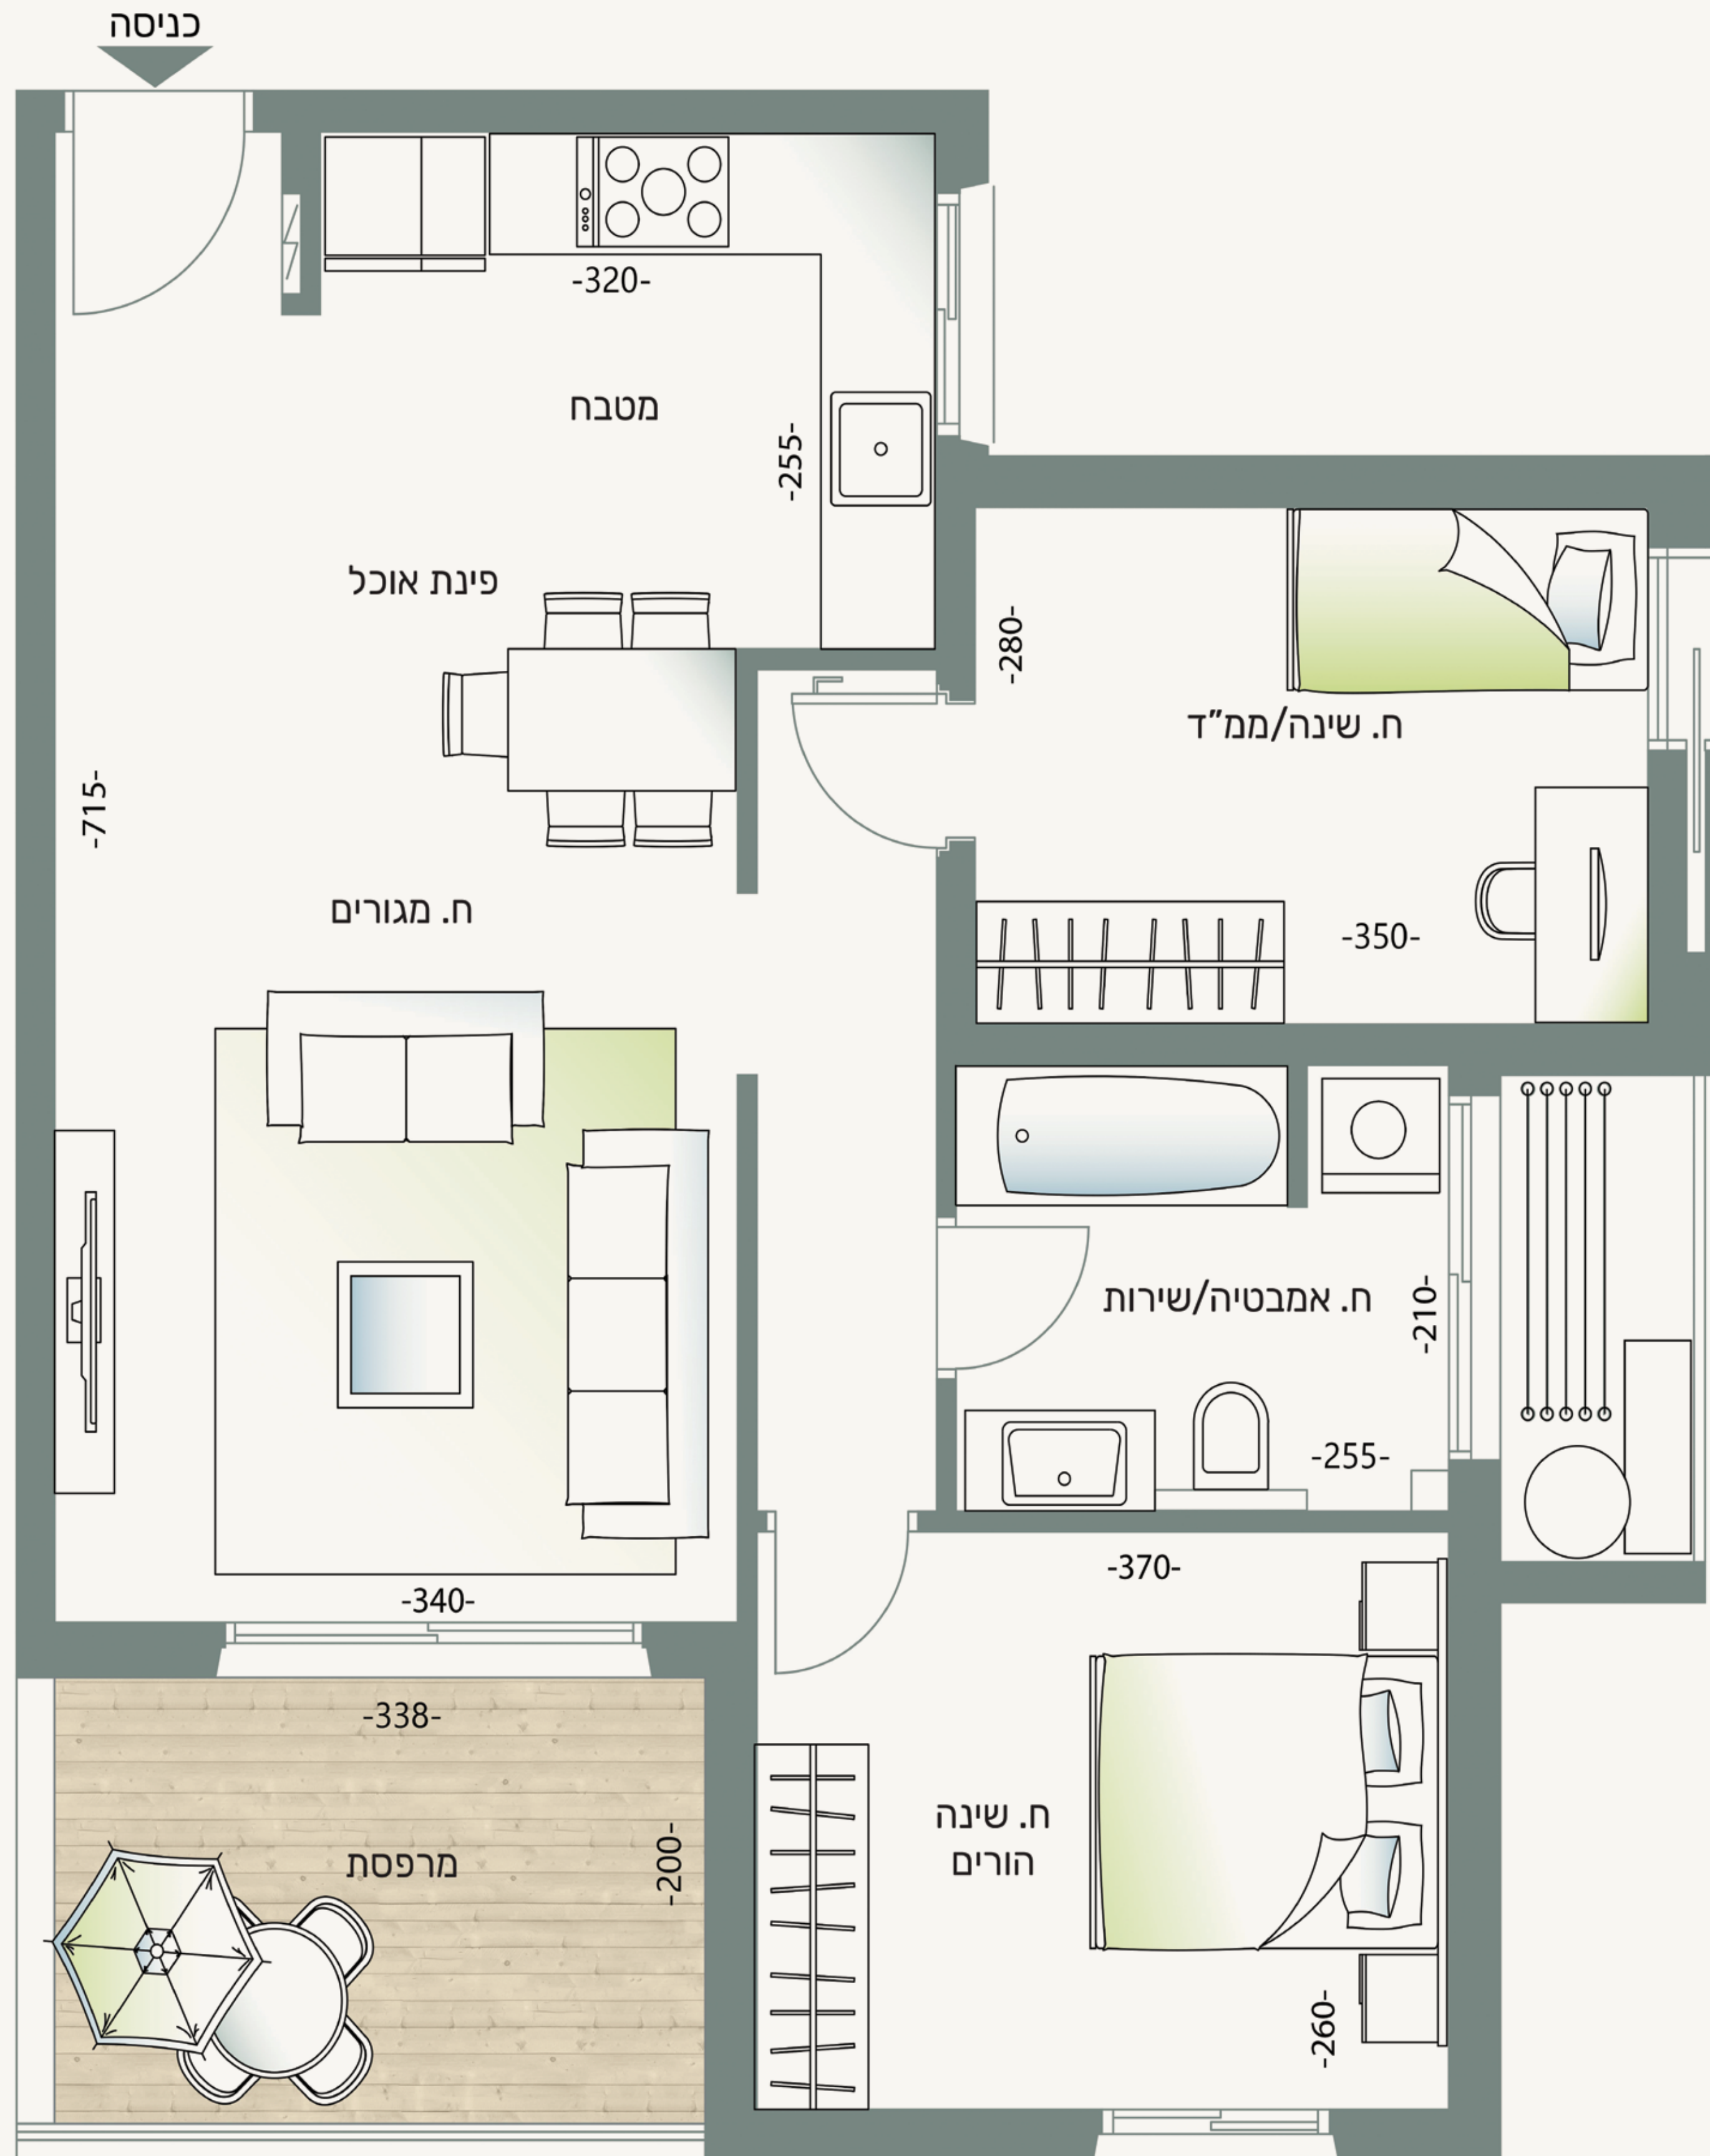 כניסה
-320-
מטבח
-255-
פינת אוכל
-280-
ח. שינה/ממ״ד
-715-
ח. מגורים
-350-
ח. אמבטיה/שירות
-210-
-255-
-370-
-340-
-338-
ח. שינה
הורים
מרפסת
-200-
-260-